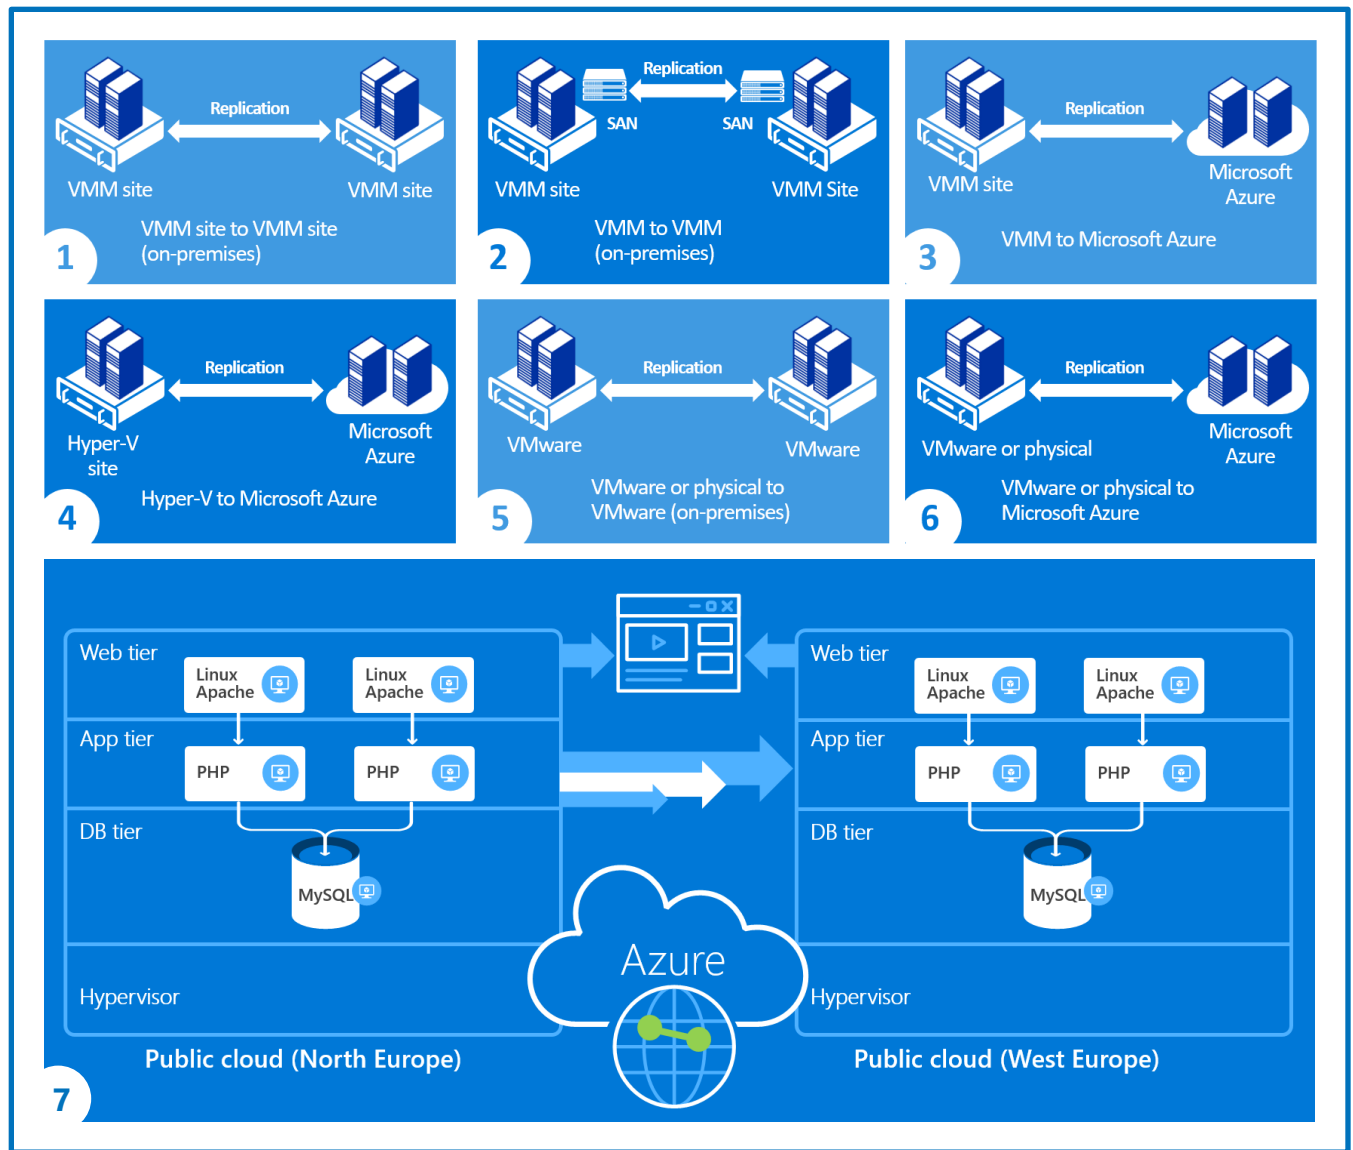 Replication
VMM site
VMM site
VMM site to VMM site
(on-premises)
1
Replication
SAN
SAN
VMM site
VMM Site
VMM to VMM
(on-premises)
2
Replication
VMM site
Microsoft
Azure
VMM to Microsoft Azure
3
Replication
Hyper-V
site
Microsoft
Azure
Hyper-V to Microsoft Azure
4
Replication
VMware
VMware
VMware or physical to
VMware (on-premises)
5
Replication
VMware or physical
Microsoft
Azure
VMware or physical to
Microsoft Azure
6
Web tier
Linux
Apache
Linux
Apache
App tier
PHP
PHP
DB tier
MySQL
Hypervisor
Public cloud (North Europe)
Azure
Web tier
Linux
Apache
Linux
Apache
App tier
PHP
PHP
DB tier
MySQL
Hypervisor
Public cloud (West Europe)
7